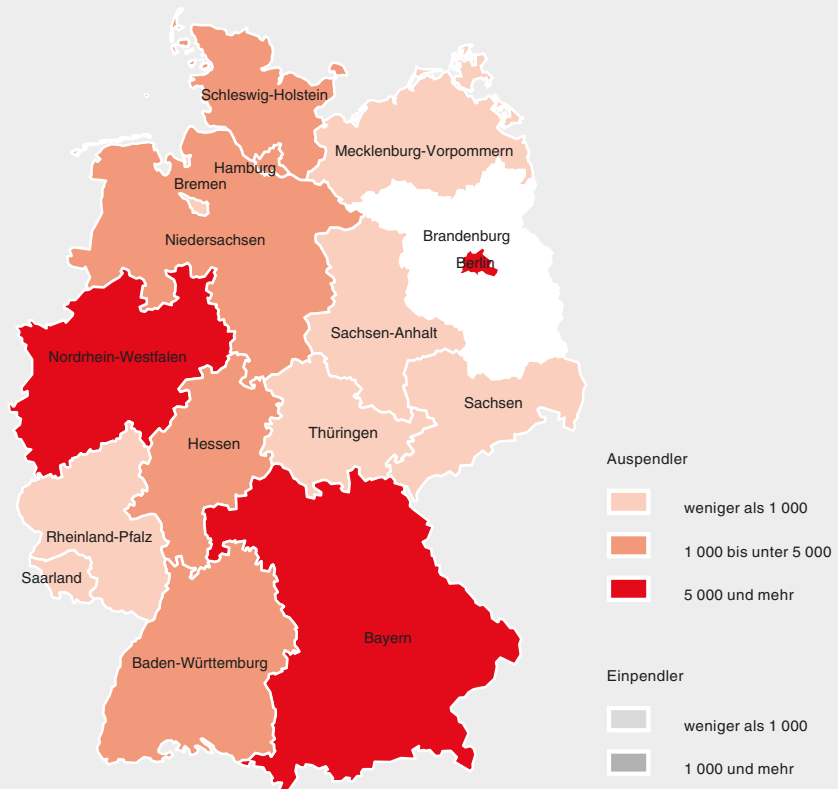 Schleswig-Holstein
Mecklenburg-Vorpommern
Hamburg
Bremen
Niedersachsen
Brandenburg
Berlin
Sachsen-Anhalt
Nordrhein-Westfalen
Sachsen
Thüringen
Hessen
Rheinland-Pfalz
Saarland
Bayern
Baden-Württemburg
Auspendler
weniger als 1 000
1 000 bis unter 5 000
5 000 und mehr
Einpendler
weniger als 1 000
1 000 und mehr